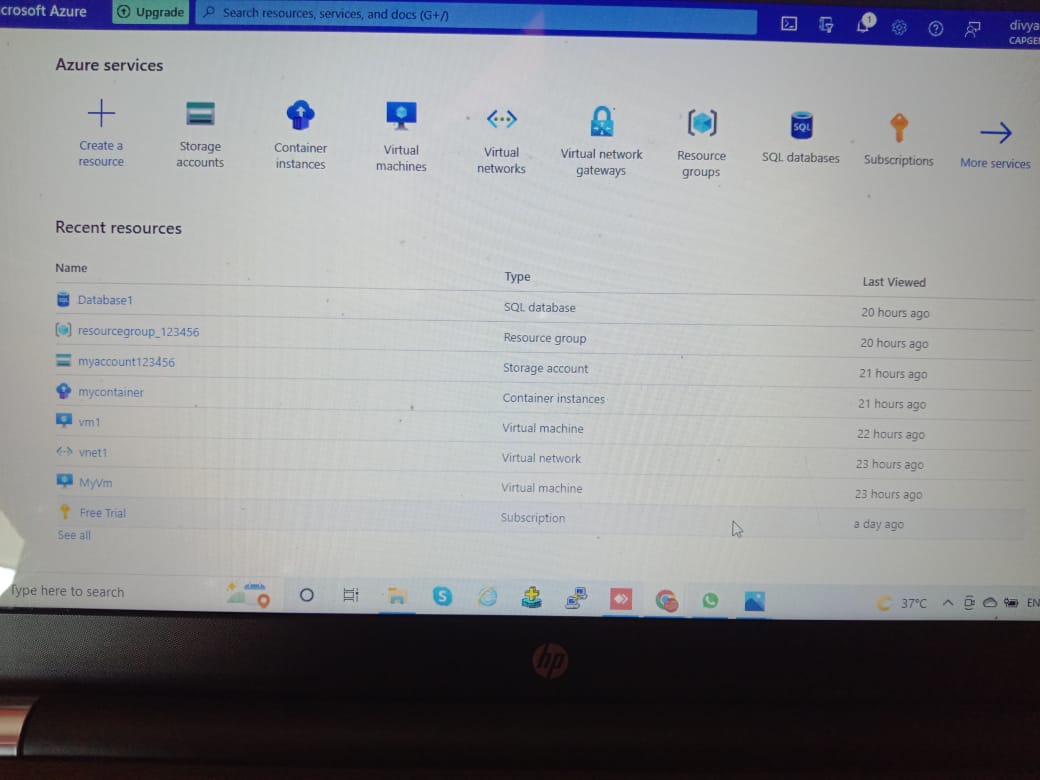 crosoft Azure
Upgrade
Search resources, services, and docs (G+/)
1
divya
CAPGE
Azure services
Create a
resource
Storage
accounts
Container
instances
Virtual
machines
Virtual
networks
Virtual network
gateways
Resource
groups
SQL
SQL databases
Subscriptions
More services
Recent resources
Name Type Last Viewed
Database1 SQL database 20 hours ago
resourcegroup_123456 Resource group 20 hours ago
myaccount123456 Storage account 21 hours ago
mycontainer Container instances 21 hours ago
vm1 Virtual machine 22 hours ago
vnet1 Virtual network 23 hours ago
MyVm Virtual machine 23 hours ago
Free Trial Subscription a day ago
See all
Type here to search
37°C
EN
hp